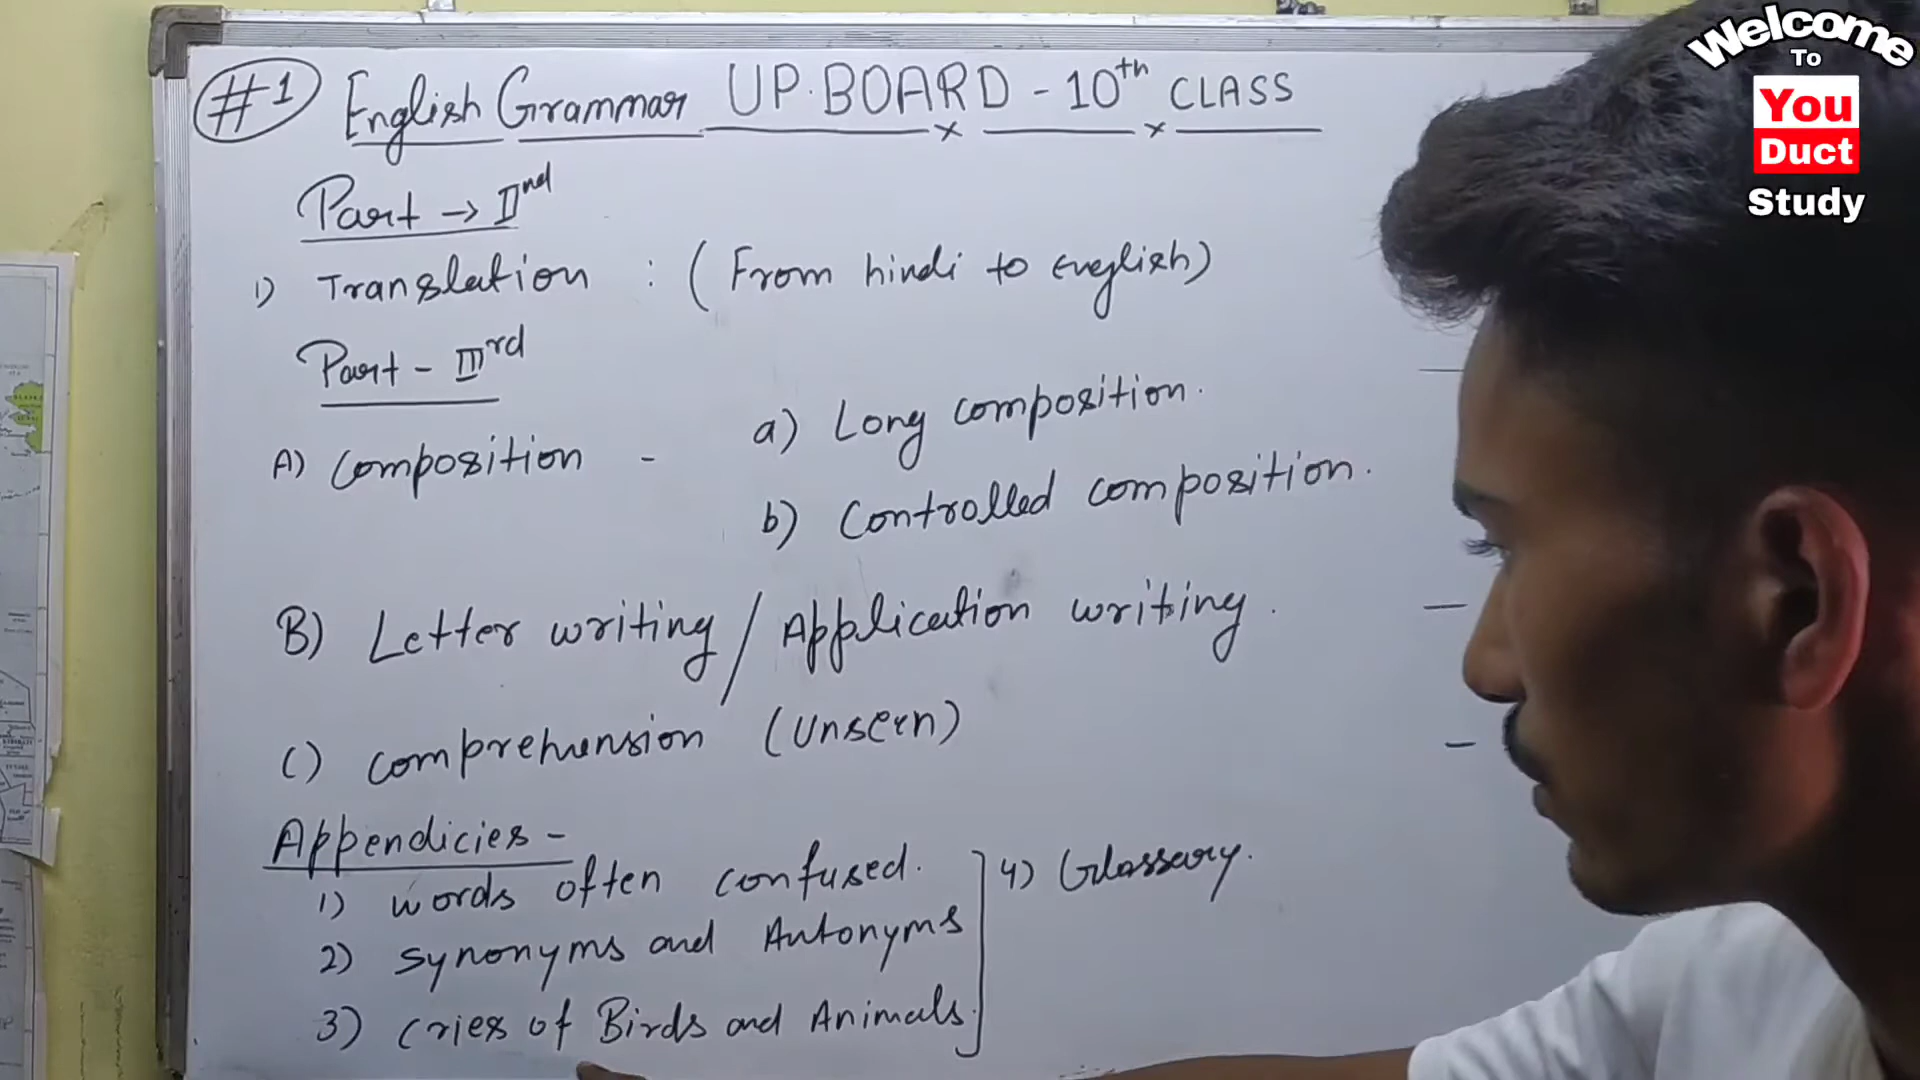 #1 English Grammar UP.BOARD - 10th CLASS
Welcome
To
You
Duct
Study
Part → IInd
1) Translation : (From hindi to English)
Part - IIIrd
A) Composition - a) Long composition.
b) Controlled composition.
B) Letter writing / Application writing.
C) Comprehension (Unseen)
Appendicies -
1) words often confused.
2) Synonyms and Antonyms
3) Cries of Birds and Animals.
4) Glossary.